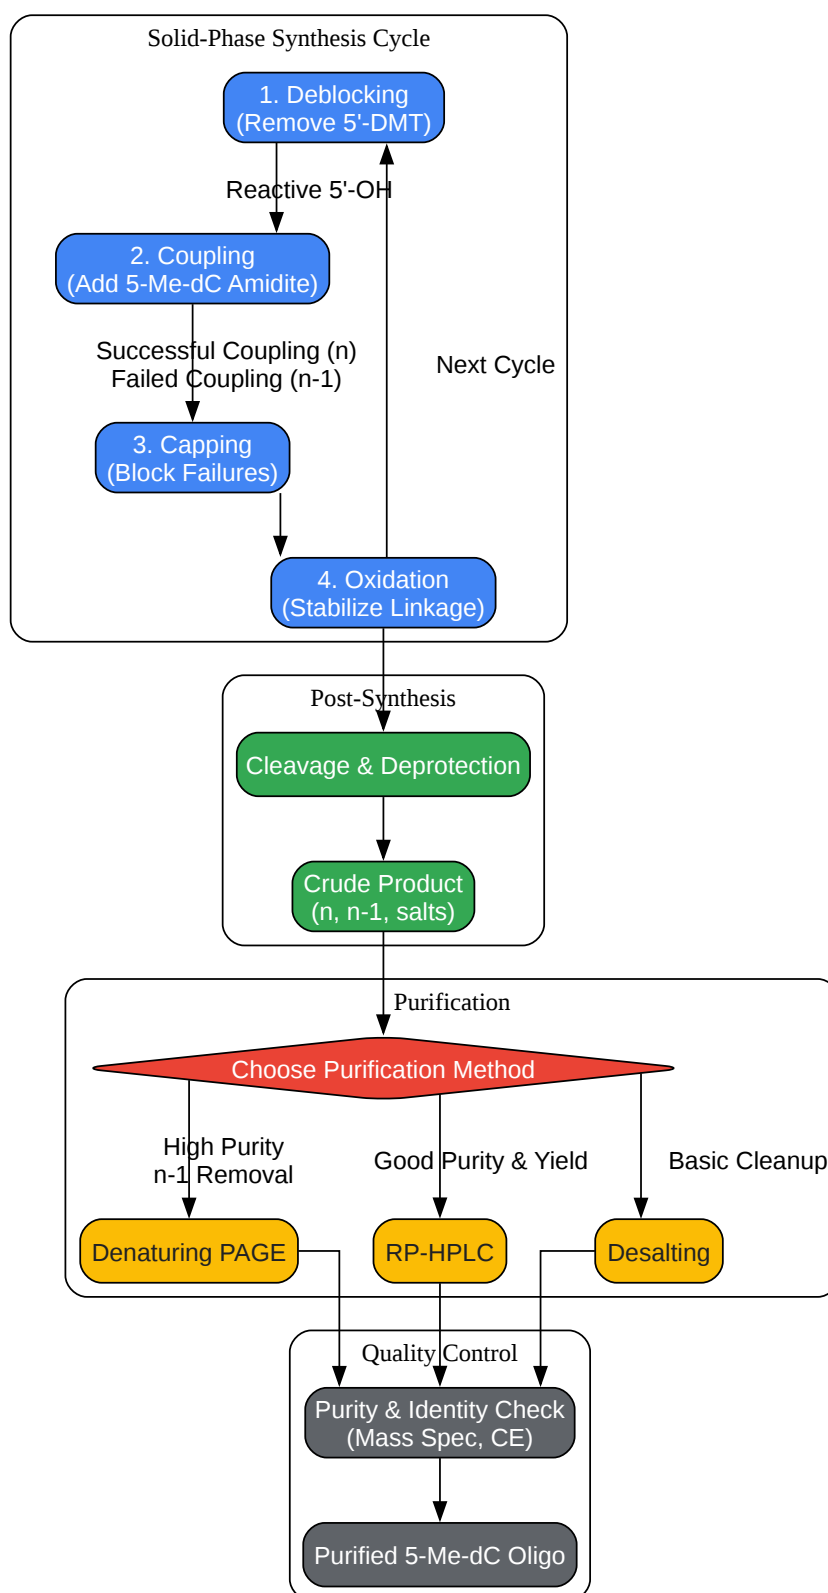 Solid-Phase Synthesis Cycle
1. Deblocking
(Remove 5'-DMT)
Reactive 5'-OH
2. Coupling
(Add 5-Me-dC Amidite)
Successful Coupling (n)
Failed Coupling (n-1)
Next Cycle
3. Capping
(Block Failures)
4. Oxidation
(Stabilize Linkage)
Post-Synthesis
Cleavage & Deprotection
Crude Product
(n, n-1, salts)
Purification
Choose Purification Method
High Purity
n-1 Removal
Good Purity & Yield
Basic Cleanup
Denaturing PAGE
RP-HPLC
Desalting
Quality Control
Purity & Identity Check
(Mass Spec, CE)
Purified 5-Me-dC Oligo